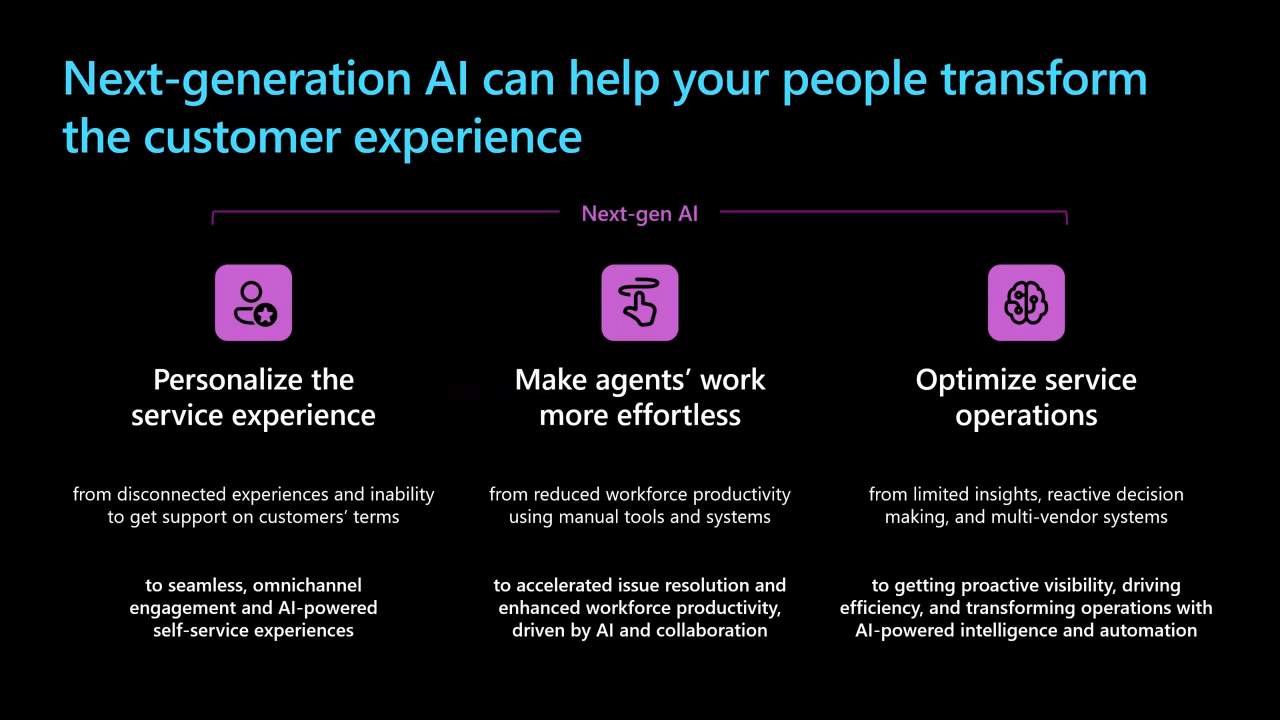 Next-generation AI can help your people transform
the customer experience
Next-gen AI
Personalize the
service experience
from disconnected experiences and inability
to get support on customers’ terms
to seamless, omnichannel
engagement and AI-powered
self-service experiences
Make agents’ work
more effortless
from reduced workforce productivity
using manual tools and systems
to accelerated issue resolution and
enhanced workforce productivity,
driven by AI and collaboration
Optimize service
operations
from limited insights, reactive decision
making, and multi-vendor systems
to getting proactive visibility, driving
efficiency, and transforming operations with
AI-powered intelligence and automation